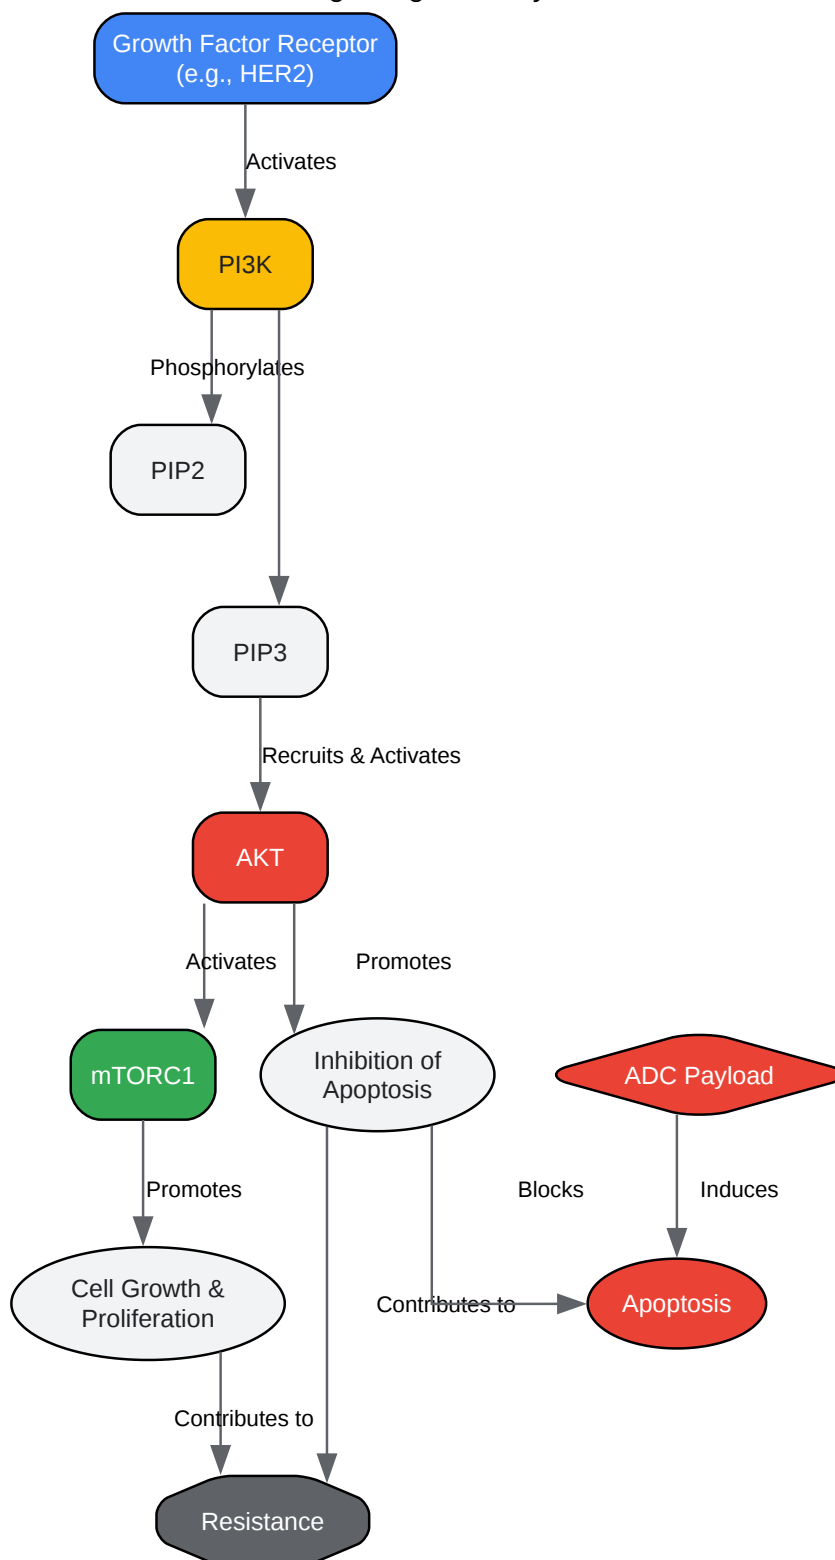 Growth Factor Receptor
(e.g., HER2)
Activates
PI3K
Phosphorylates
PIP2
PIP3
Recruits & Activates
AKT
Activates
Promotes
mTORC1
Inhibition of
Apoptosis
ADC Payload
Promotes
Blocks
Induces
Cell Growth &
Proliferation
Contributes to
Apoptosis
Contributes to
Resistance